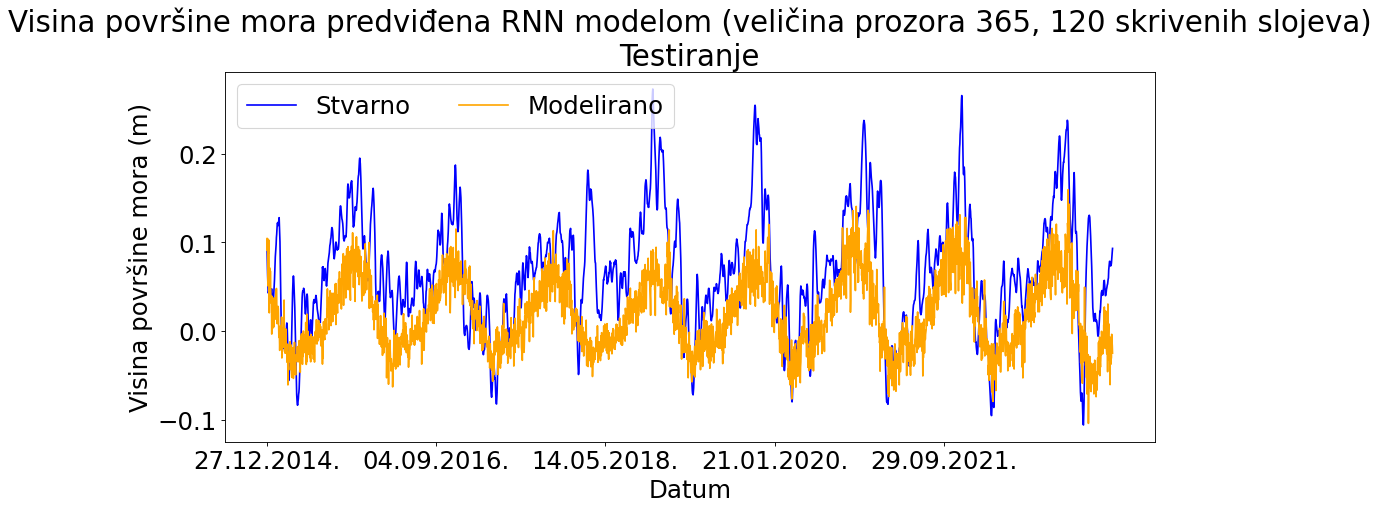 Visina površine mora predviđena RNN modelom (veličina prozora 365, 120 skrivenih slojeva)
Testiranje
Stvarno
Modelirano
Visina površine mora (m)
0.2
0.1
0.0
−0.1
27.12.2014.
04.09.2016.
14.05.2018.
21.01.2020.
29.09.2021.
Datum